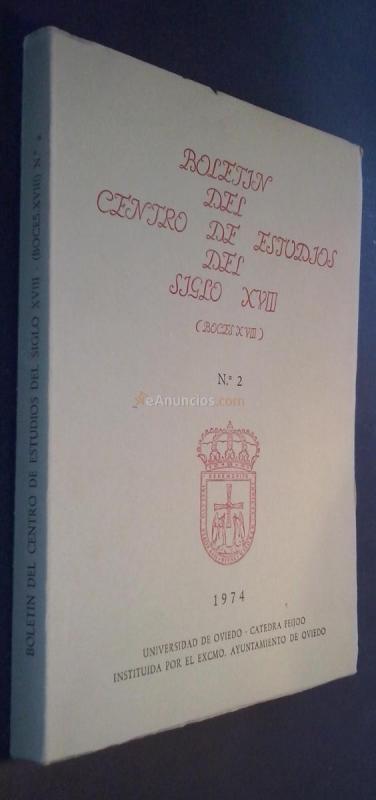 BOLETIN
DEL
CENTRO DE ESTUDIOS
DEL
SIGLO XVIII
(BOCES XVIII)
N.º 2
eAnuncios.com
1974
UNIVERSIDAD DE OVIEDO - CATEDRA FEIJOO
INSTITUIDA POR EL EXCMO. AYUNTAMIENTO DE OVIEDO
BOLETIN DEL CENTRO DE ESTUDIOS DEL SIGLO XVIII - (BOCES.XVIII) N.º